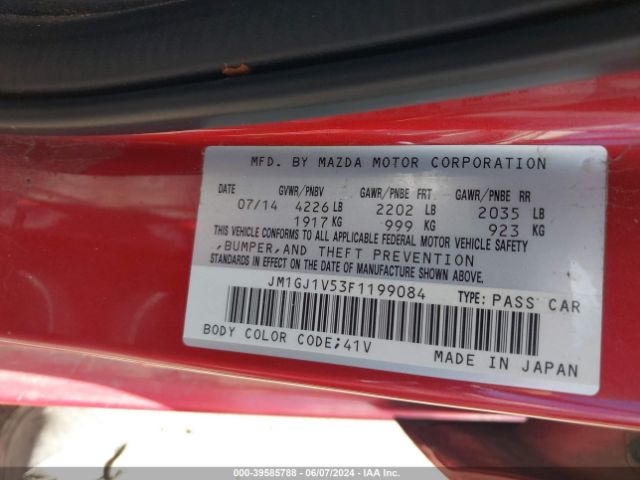 MFD. BY MAZDA MOTOR CORPORATION
DATE GVWR/PNBV GAWR/PNBE FRT GAWR/PNBE RR
07/14 4226 LB 2202 LB 2035 LB
1917 KG 999 KG 923 KG
THIS VEHICLE CONFORMS TO ALL APPLICABLE FEDERAL MOTOR VEHICLE SAFETY
,BUMPER,AND THEFT PREVENTION
STANDARDS IN EFFECT ON THE DATE OF MANUFACTURE SHOWN ABOVE.
JM1GJ1V53F1199084 TYPE: PASS CAR
BODY COLOR CODE;41V
MADE IN JAPAN
000-39585788 - 06/07/2024 - IAA Inc.